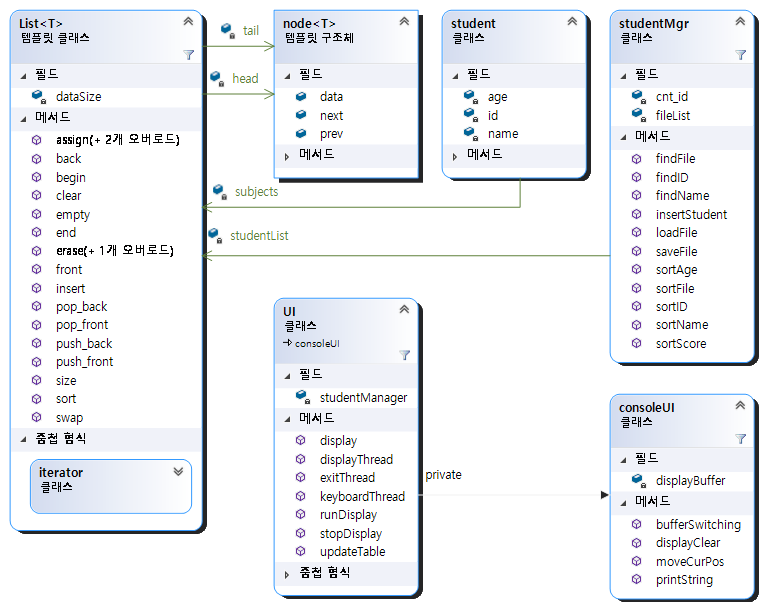 List<T>
템플릿 클래스
필드
dataSize
메서드
assign(+ 2개 오버로드)
back
begin
clear
empty
end
erase(+ 1개 오버로드)
front
insert
pop_back
pop_front
push_back
push_front
size
sort
swap
중첩 형식
iterator
클래스
tail
head
subjects
studentList
node<T>
템플릿 구조체
필드
data
next
prev
메서드
student
클래스
필드
age
id
name
메서드
studentMgr
클래스
필드
cnt_id
fileList
메서드
findFile
findID
findName
insertStudent
loadFile
saveFile
sortAge
sortFile
sortID
sortName
sortScore
UI
클래스
consoleUI
필드
studentManager
메서드
display
displayThread
exitThread
keyboardThread
runDisplay
stopDisplay
updateTable
중첩 형식
private
consoleUI
클래스
필드
displayBuffer
메서드
bufferSwitching
displayClear
moveCurPos
printString